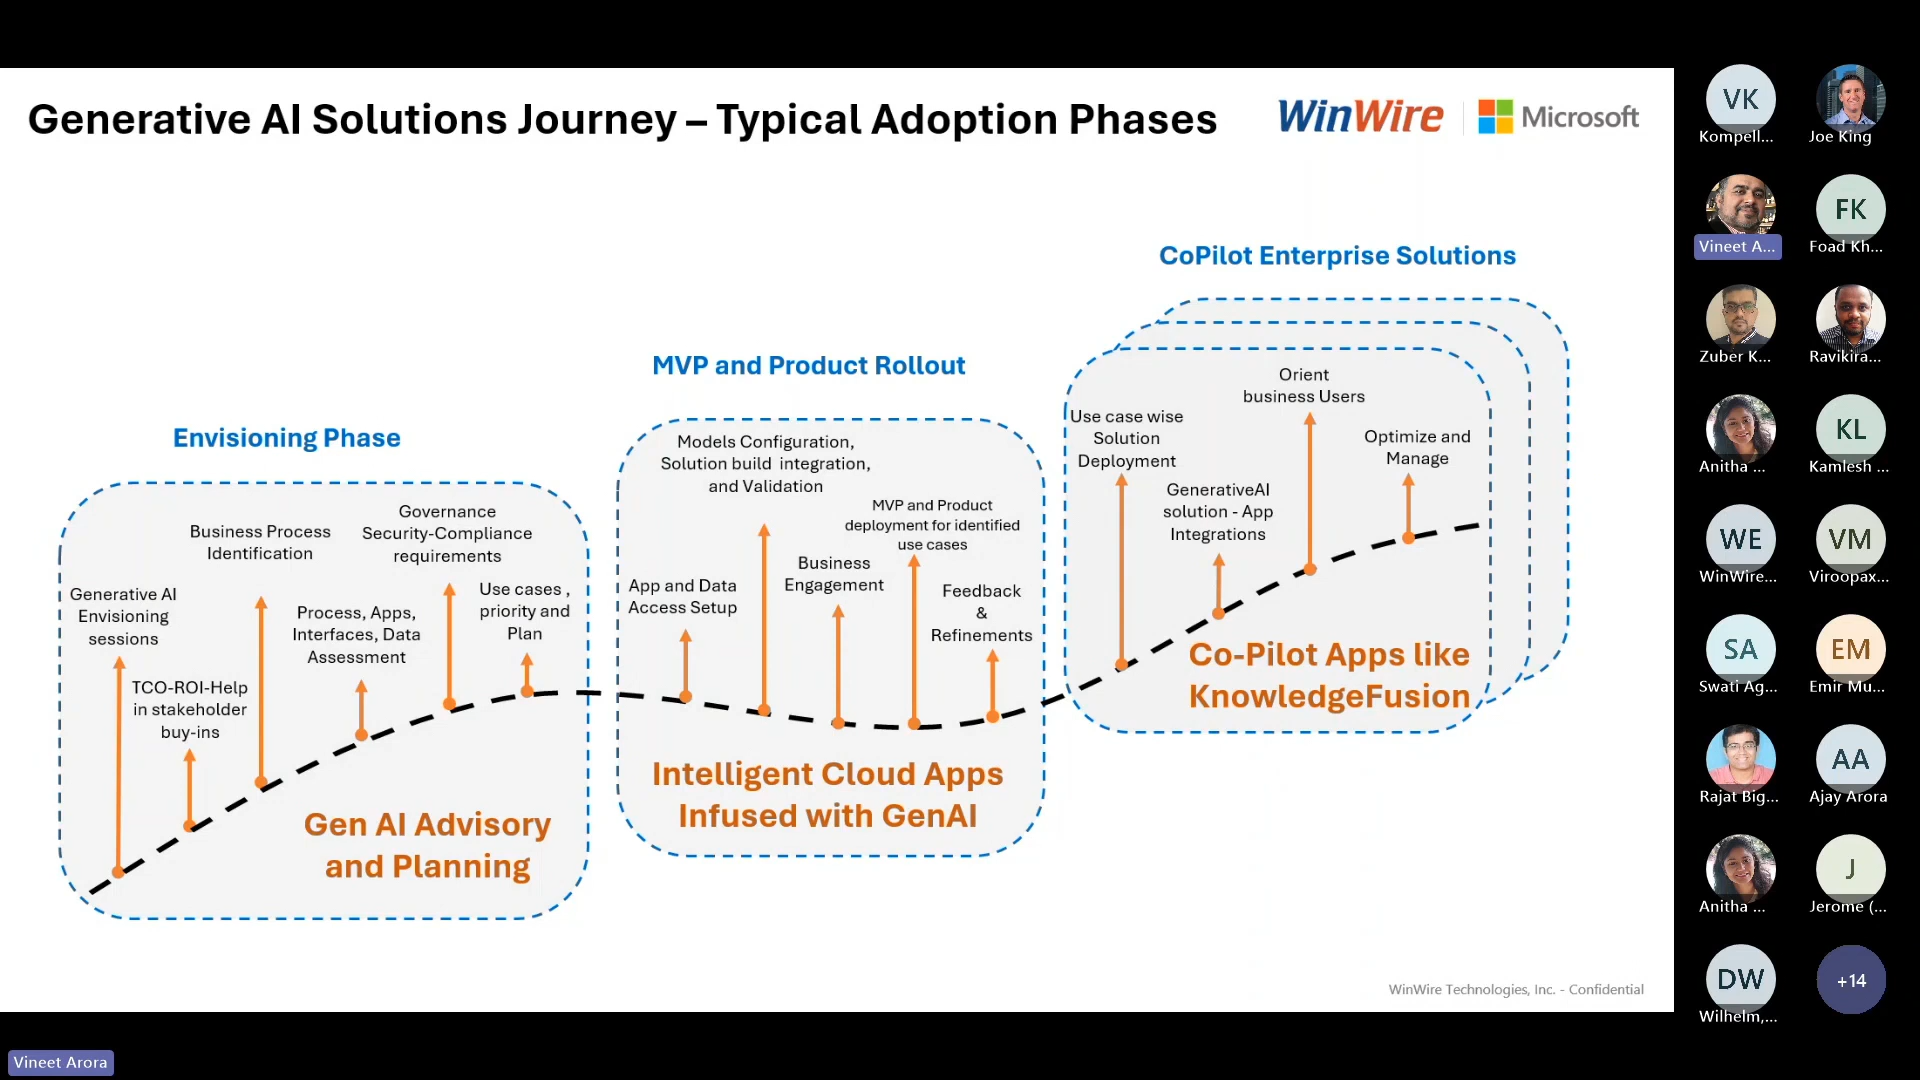 Generative AI Solutions Journey – Typical Adoption Phases
WinWire
Microsoft
CoPilot Enterprise Solutions
MVP and Product Rollout
Envisioning Phase
Generative AI
Envisioning
sessions
TCO-ROI-Help
in stakeholder
buy-ins
Business Process
Identification
Process, Apps,
Interfaces, Data
Assessment
Governance
Security-Compliance
requirements
Use cases ,
priority and
Plan
Gen AI Advisory
and Planning
App and Data
Access Setup
Models Configuration,
Solution build integration,
and Validation
Business
Engagement
MVP and Product
deployment for identified
use cases
Feedback
&
Refinements
Intelligent Cloud Apps
Infused with GenAI
Use case wise
Solution
Deployment
GenerativeAI
solution - App
Integrations
Orient
business Users
Optimize and
Manage
Co-Pilot Apps like
KnowledgeFusion
WinWire Technologies, Inc. - Confidential
VK
Kompell...
Joe King
Vineet A...
FK
Foad Kh...
Zuber K...
Ravikira...
Anitha ...
KL
Kamlesh ...
WE
WinWire...
VM
Viroopax...
SA
Swati Ag...
EM
Emir Mu...
Rajat Big...
AA
Ajay Arora
Anitha ...
J
Jerome (...
DW
Wilhelm,...
+14
Vineet Arora